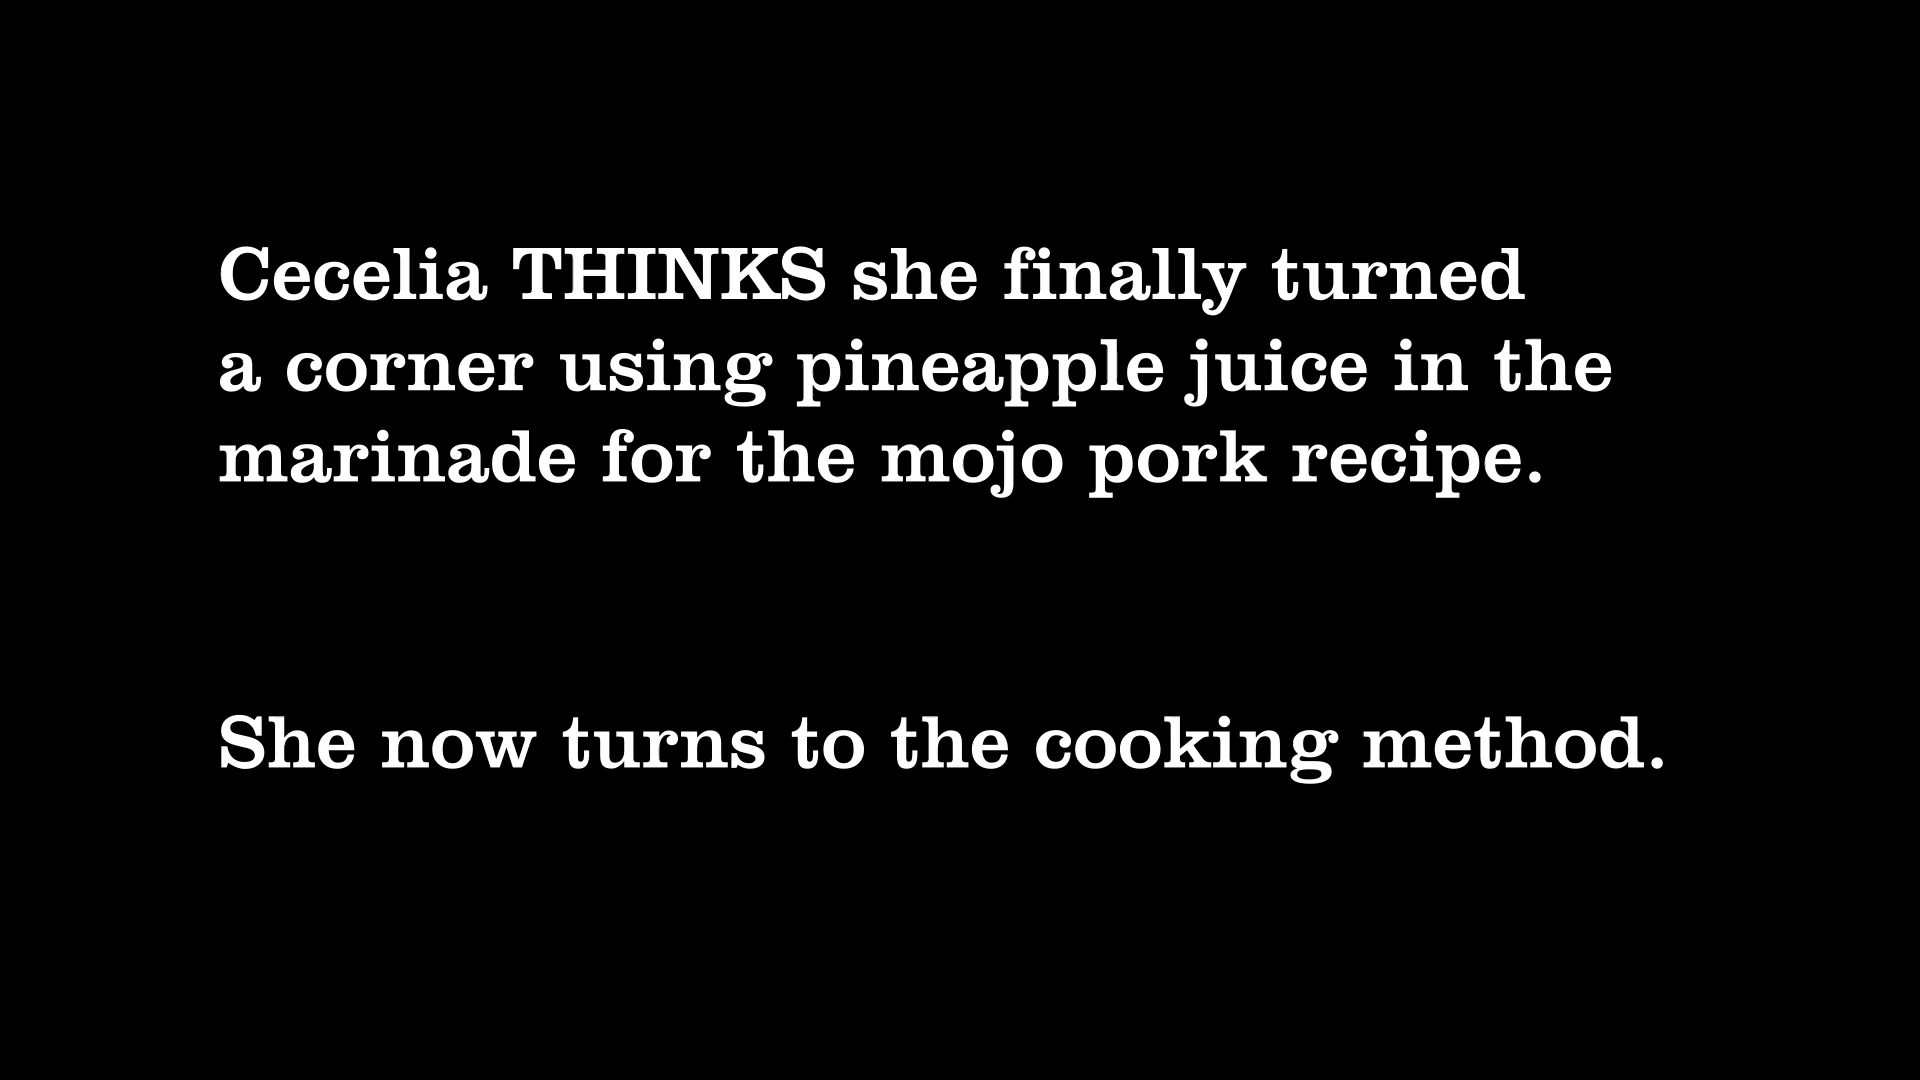 Cecelia THINKS she finally turned
a corner using pineapple juice in the
marinade for the mojo pork recipe.
She now turns to the cooking method.